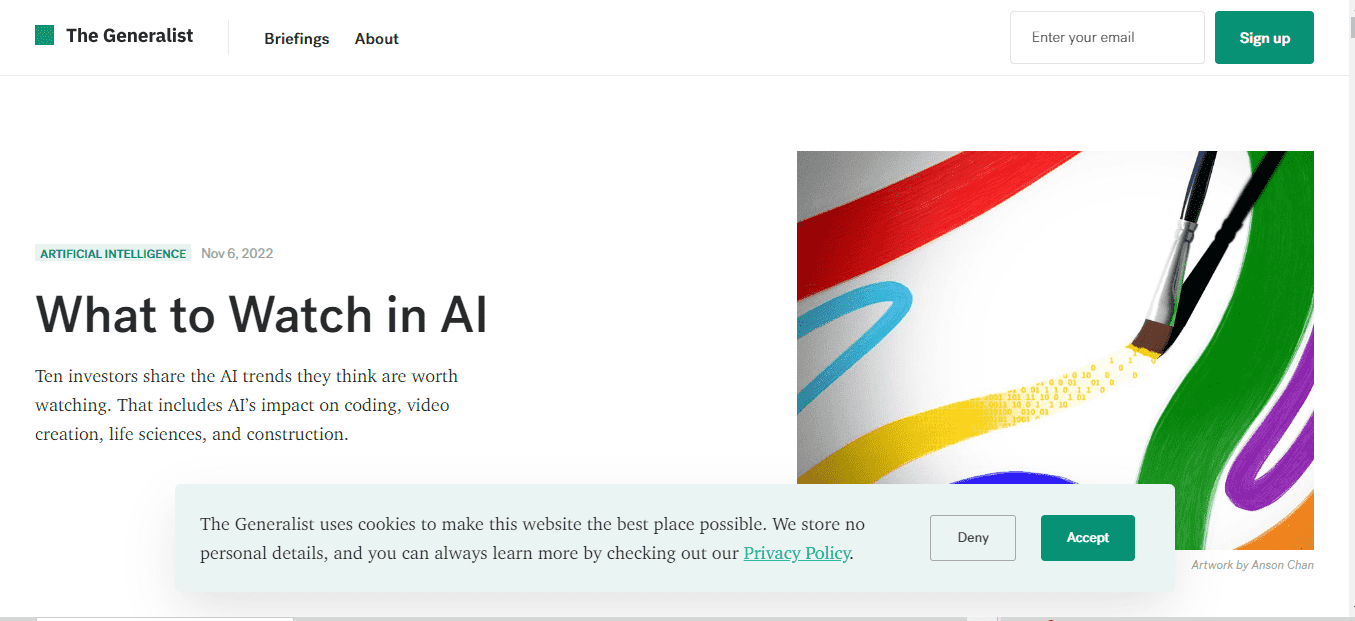 The Generalist
Briefings
About
Enter your email
Sign up
ARTIFICIAL INTELLIGENCE
Nov 6, 2022
What to Watch in AI
Ten investors share the AI trends they think are worth
watching. That includes AI’s impact on coding, video
creation, life sciences, and construction.
The Generalist uses cookies to make this website the best place possible. We store no
personal details, and you can always learn more by checking out our Privacy Policy.
Deny
Accept
Artwork by Anson Chan